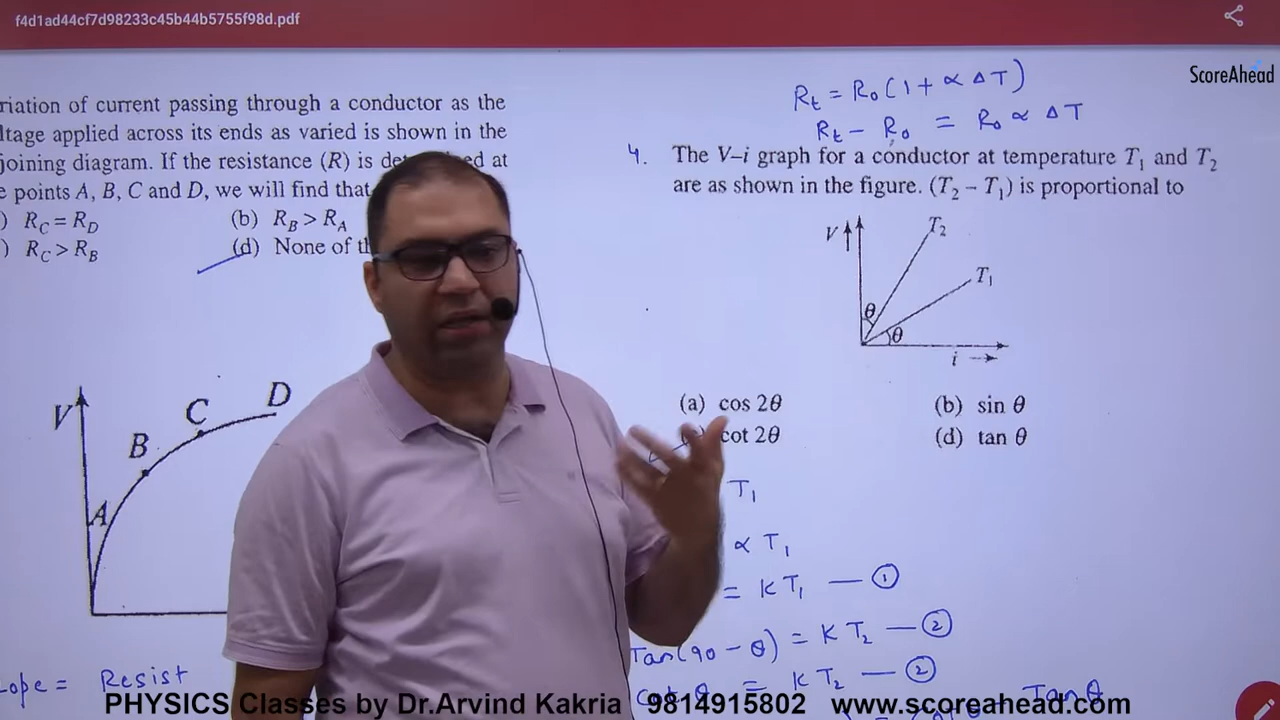 f4d1ad44cf7d98233c45b44b5755f98d.pdf
ScoreAhead
riation of current passing through a conductor as the
ltage applied across its ends as varied is shown in the
joining diagram. If the resistance (R) is at
e points A, B, C and D, we will find that
) R_C = R_D (b) R_B > R_A
) R_C > R_B (d) None of
V
A
B
C
D
ope = Resist
R_t = R_0 (1 + α ΔT)
R_t - R_0 = R_0 α ΔT
4. The V–i graph for a conductor at temperature T_1 and T_2
are as shown in the figure. (T_2 – T_1) is proportional to
V
T_2
T_1
θ
θ
i
(a) cos 2θ (b) sin θ
cot 2θ (d) tan θ
T_1
∝ T_1
= KT_1 — ①
Tan(90 - θ) = KT_2 — ②
cot θ = KT_2 — ②
Tan θ
PHYSICS Classes by Dr.Arvind Kakria 9814915802 www.scoreahead.com